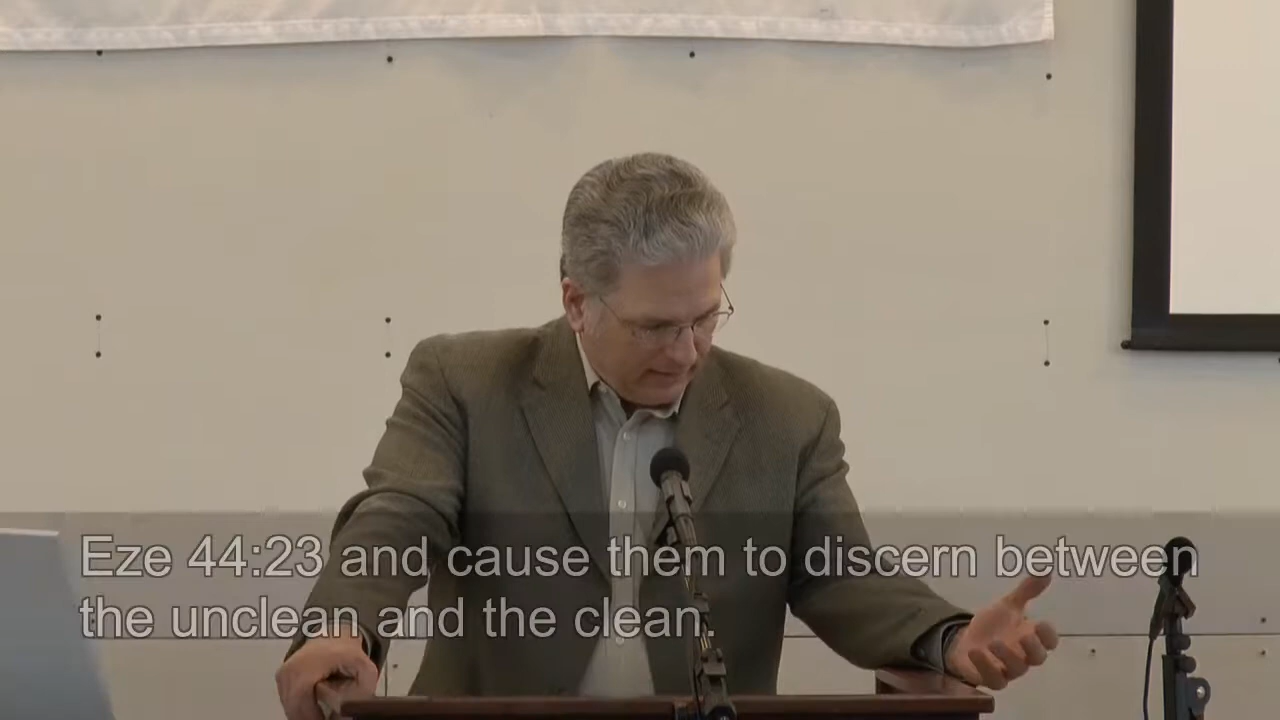 Eze 44:23 and cause them to discern between
the unclean and the clean.